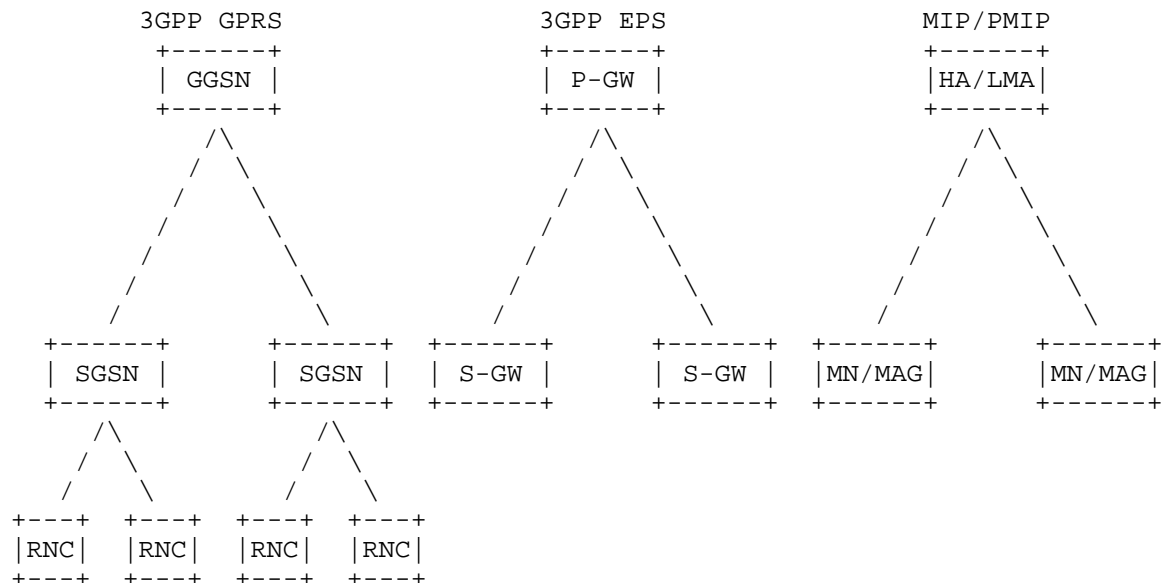 3GPP GPRS 3GPP EPS MIP/PMIP
GGSN P-GW HA/LMA
SGSN SGSN S-GW S-GW MN/MAG MN/MAG
RNC RNC RNC RNC